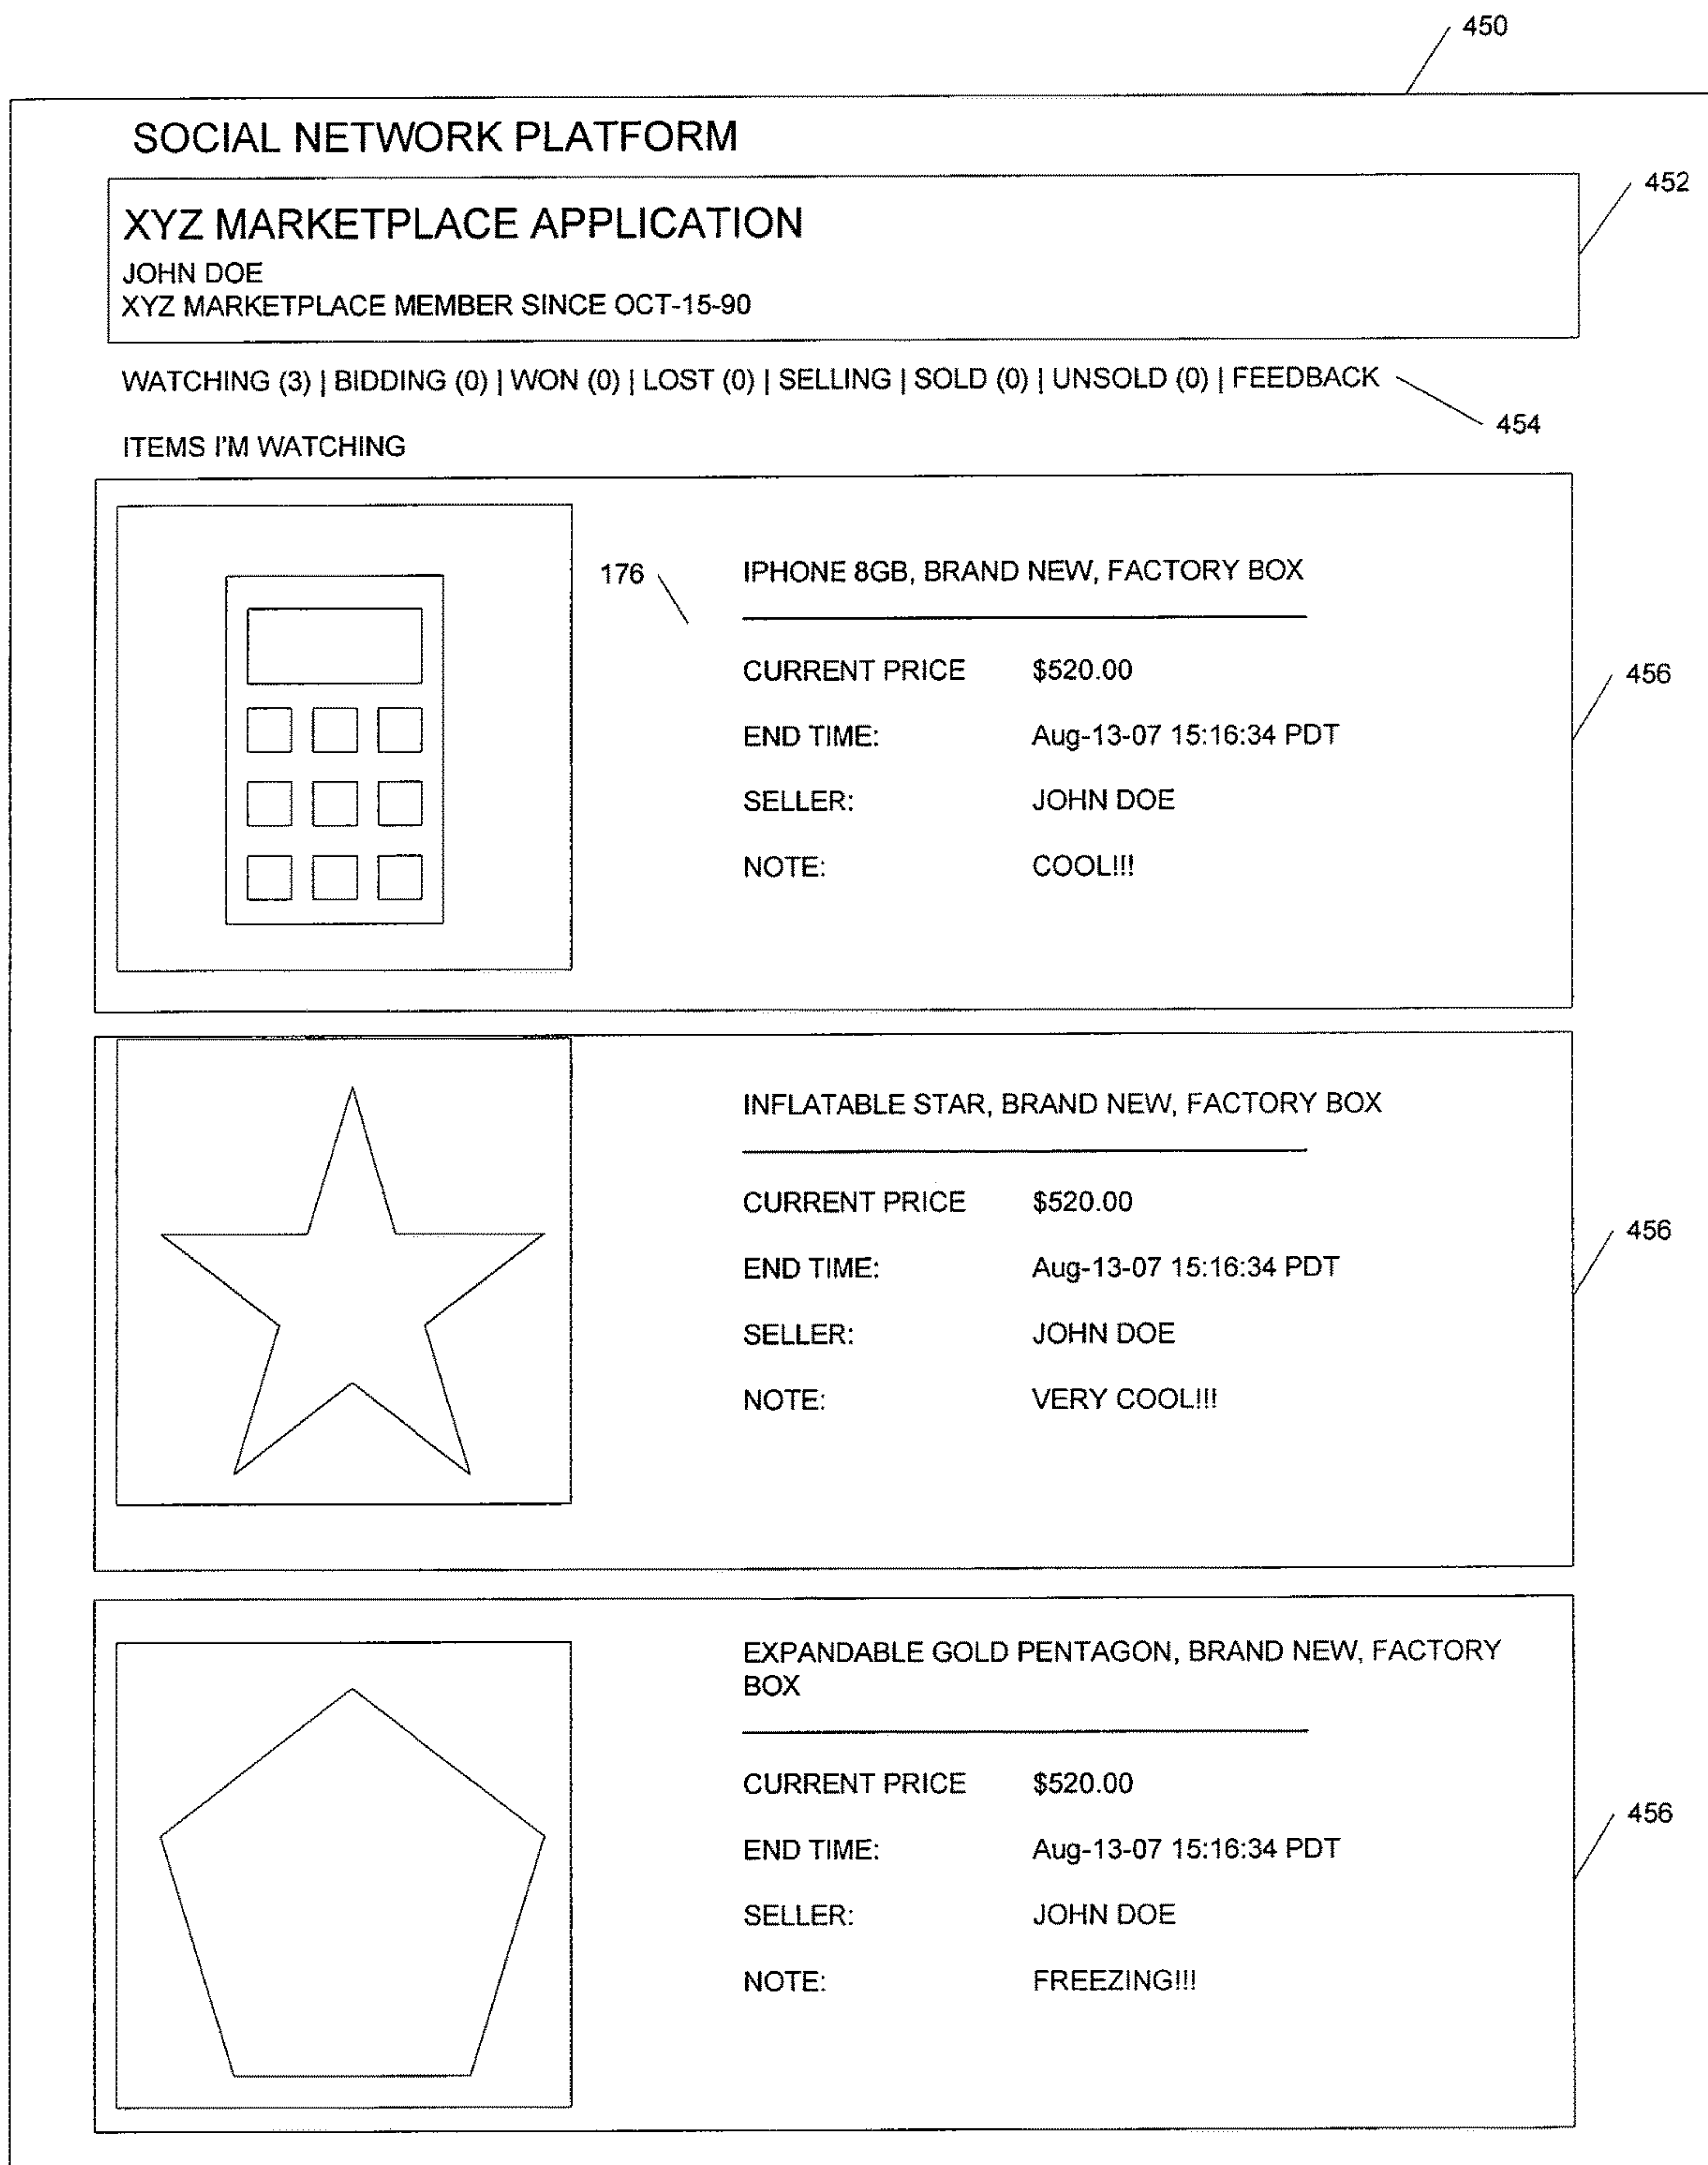 450
SOCIAL NETWORK PLATFORM
452
XYZ MARKETPLACE APPLICATION
JOHN DOE
XYZ MARKETPLACE MEMBER SINCE OCT-15-90
WATCHING (3) | BIDDING (0) | WON (0) | LOST (0) | SELLING | SOLD (0) | UNSOLD (0) | FEEDBACK
454
ITEMS I'M WATCHING
176
IPHONE 8GB, BRAND NEW, FACTORY BOX
CURRENT PRICE $520.00
456
END TIME: Aug-13-07 15:16:34 PDT
SELLER: JOHN DOE
NOTE: COOL!!!
INFLATABLE STAR, BRAND NEW, FACTORY BOX
CURRENT PRICE $520.00
456
END TIME: Aug-13-07 15:16:34 PDT
SELLER: JOHN DOE
NOTE: VERY COOL!!!
EXPANDABLE GOLD PENTAGON, BRAND NEW, FACTORY
BOX
CURRENT PRICE $520.00
456
END TIME: Aug-13-07 15:16:34 PDT
SELLER: JOHN DOE
NOTE: FREEZING!!!